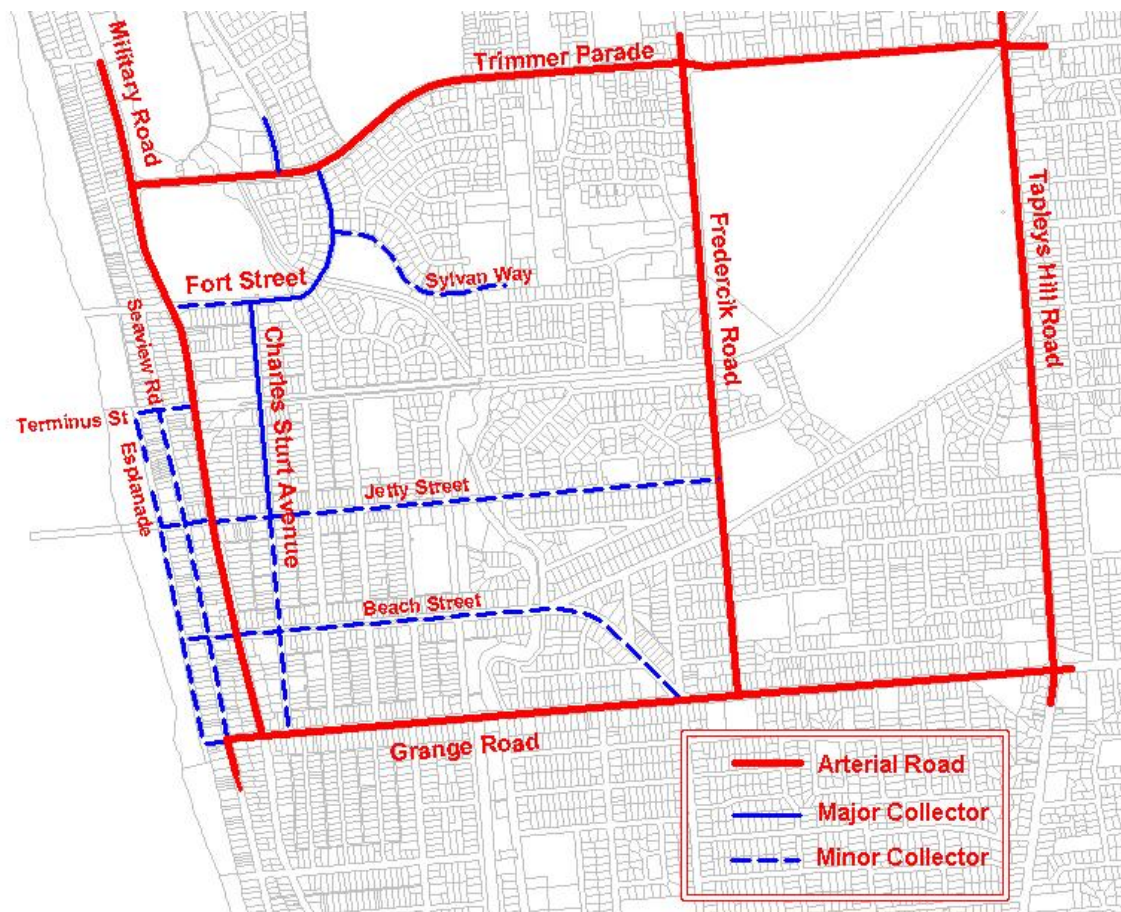 Military Road
Trimmer Parade
Tapleys Hill Road
Fredercik Road
Fort Street
Sylvan Way
Seaview Rd
Charles Sturt Avenue
Terminus St
Esplanade
Jetty Street
Beach Street
Grange Road
Arterial Road
Major Collector
Minor Collector